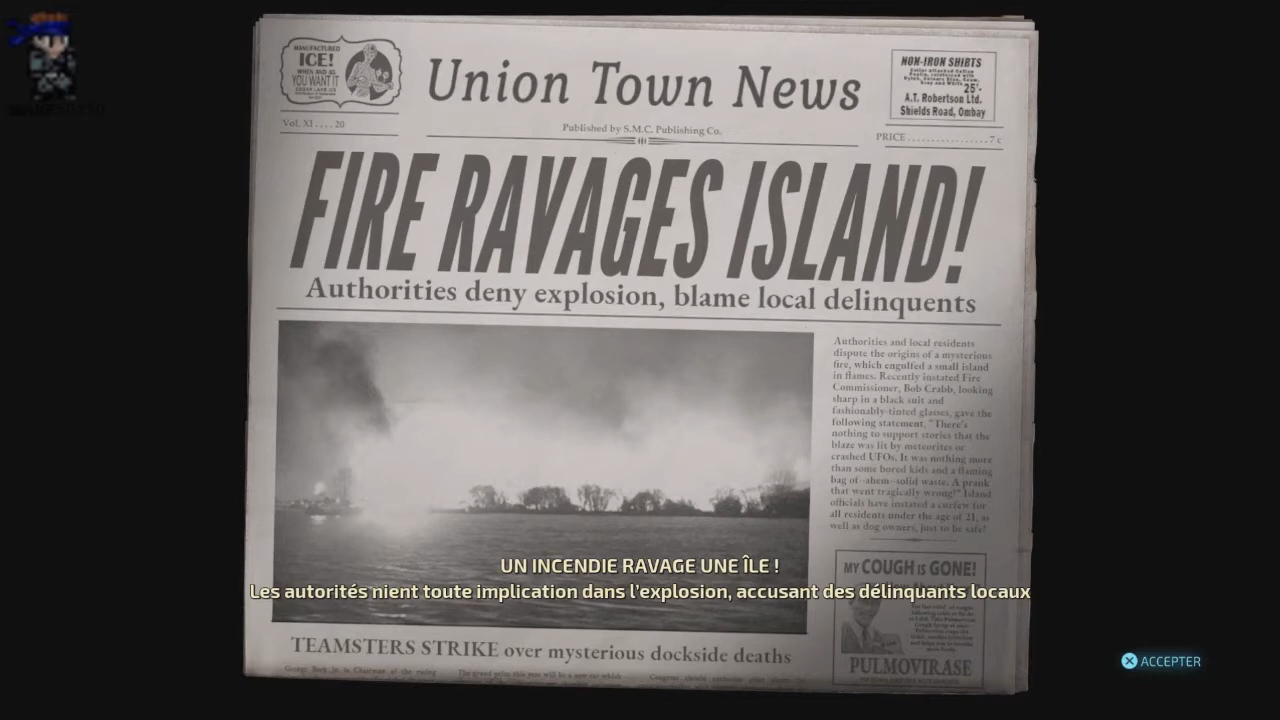 MANUFACTURED
ICE!
WHEN AND AS
YOU WANT IT
Union Town News
NON-IRON SHIRTS
25'-
A.T. Robertson Ltd.
Shields Road, Ombay
Vol. XI . . . . 20
Published by S.M.C. Publishing Co.
PRICE . . . . . . . . . . . . . . . . . . 7 c
FIRE RAVAGES ISLAND!
Authorities deny explosion, blame local delinquents
Authorities and local residents
dispute the origins of a mysterious
fire, which engulfed a small island
in flames. Recently instated Fire
Commissioner, Bob Crabb, looking
sharp in a black suit and
fashionably-tinted glasses, gave the
following statement, "There's
nothing to support stories that the
blaze was lit by meteorites or
crashed UFOs. It was nothing more
than some bored kids and a flaming
bag of--ahem--solid waste. A prank
that went tragically wrong!" Island
officials have instated a curfew for
all residents under the age of 21, as
well as dog owners, just to be safe!
MY COUGH IS GONE!
PULMOVIRASE
UN INCENDIE RAVAGE UNE ÎLE !
Les autorités nient toute implication dans l'explosion, accusant des délinquants locaux
TEAMSTERS STRIKE over mysterious dockside deaths
ACCEPTER